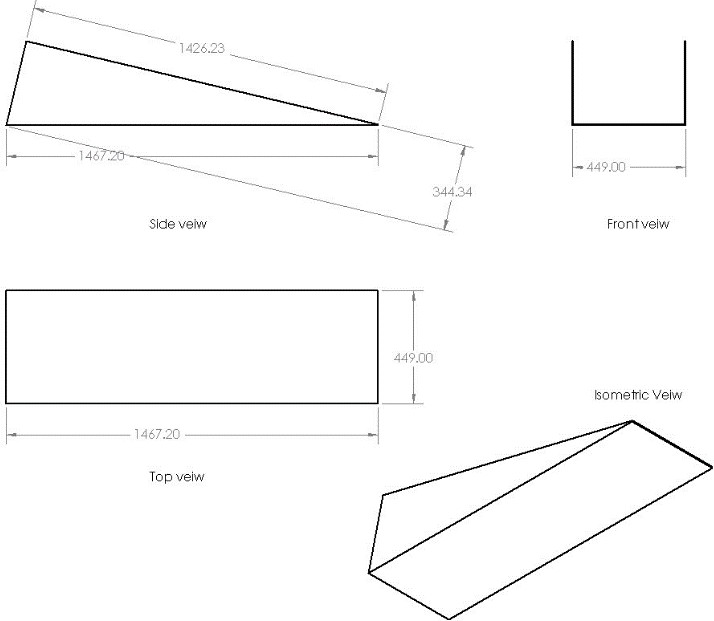 1426.23
1467.20
344.34
449.00
Side veiw
Front veiw
449.00
1467.20
Isometric Veiw
Top veiw